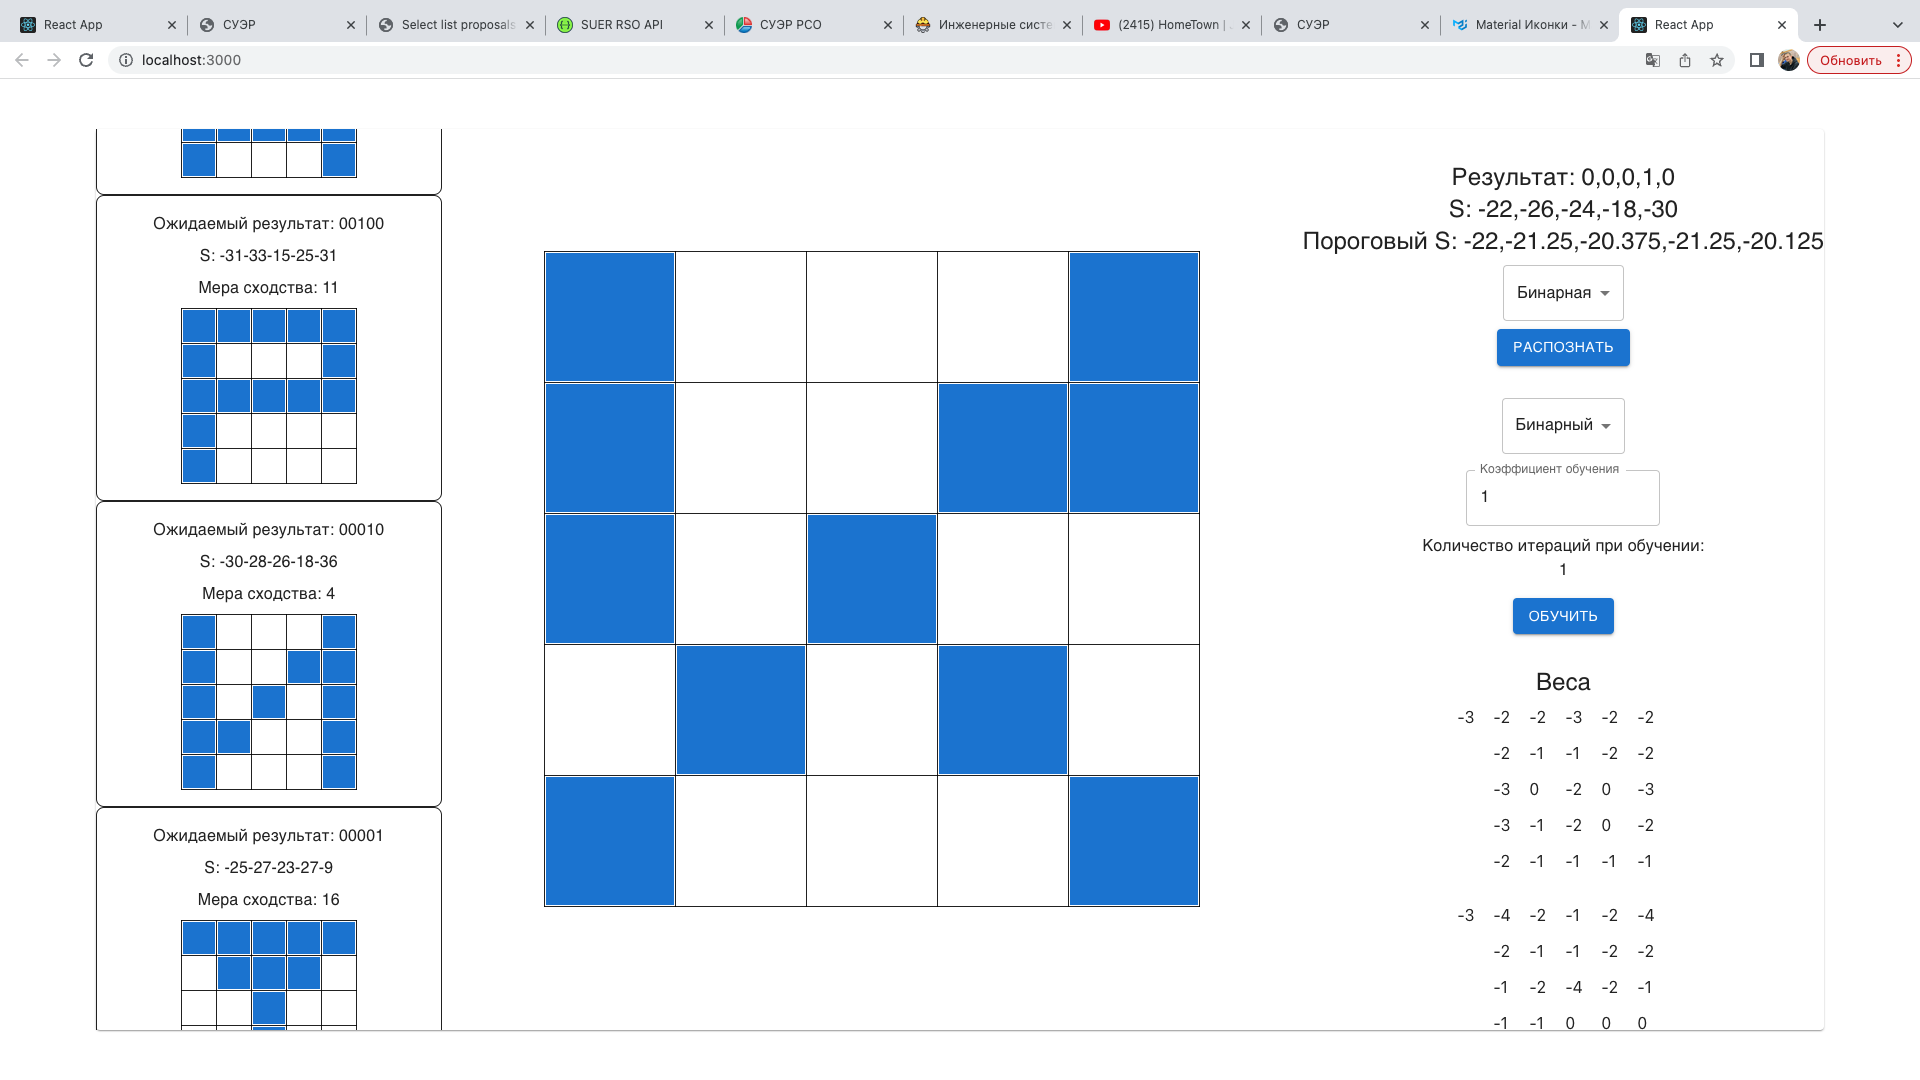 React App
СУЭР
Select list proposals
SUER RSO API
СУЭР РСО
Инженерные систе
(2415) HomeTown |
СУЭР
Material Иконки - M
React App
localhost:3000
Обновить
Ожидаемый результат: 00100
S: -31-33-15-25-31
Мера сходства: 11
Ожидаемый результат: 00010
S: -30-28-26-18-36
Мера сходства: 4
Ожидаемый результат: 00001
S: -25-27-23-27-9
Мера сходства: 16
Результат: 0,0,0,1,0
S: -22,-26,-24,-18,-30
Пороговый S: -22,-21.25,-20.375,-21.25,-20.125
Бинарная
РАСПОЗНАТЬ
Бинарный
Коэффициент обучения
1
Количество итераций при обучении:
1
ОБУЧИТЬ
Веса
-3 -2 -2 -3 -2 -2
-2 -1 -1 -2 -2
-3 0 -2 0 -3
-3 -1 -2 0 -2
-2 -1 -1 -1 -1
-3 -4 -2 -1 -2 -4
-2 -1 -1 -2 -2
-1 -2 -4 -2 -1
-1 -1 0 0 0